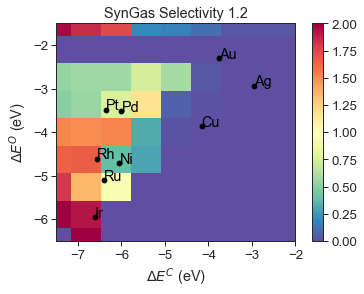 SynGas Selectivity 1.2
ΔE^O (eV)
−2
−3
−4
−5
−6
Au
Ag
Pt Pd
Cu
Rh Ni
Ru
Ir
−7 −6 −5 −4 −3 −2
ΔE^C (eV)
2.00
1.75
1.50
1.25
1.00
0.75
0.50
0.25
0.00